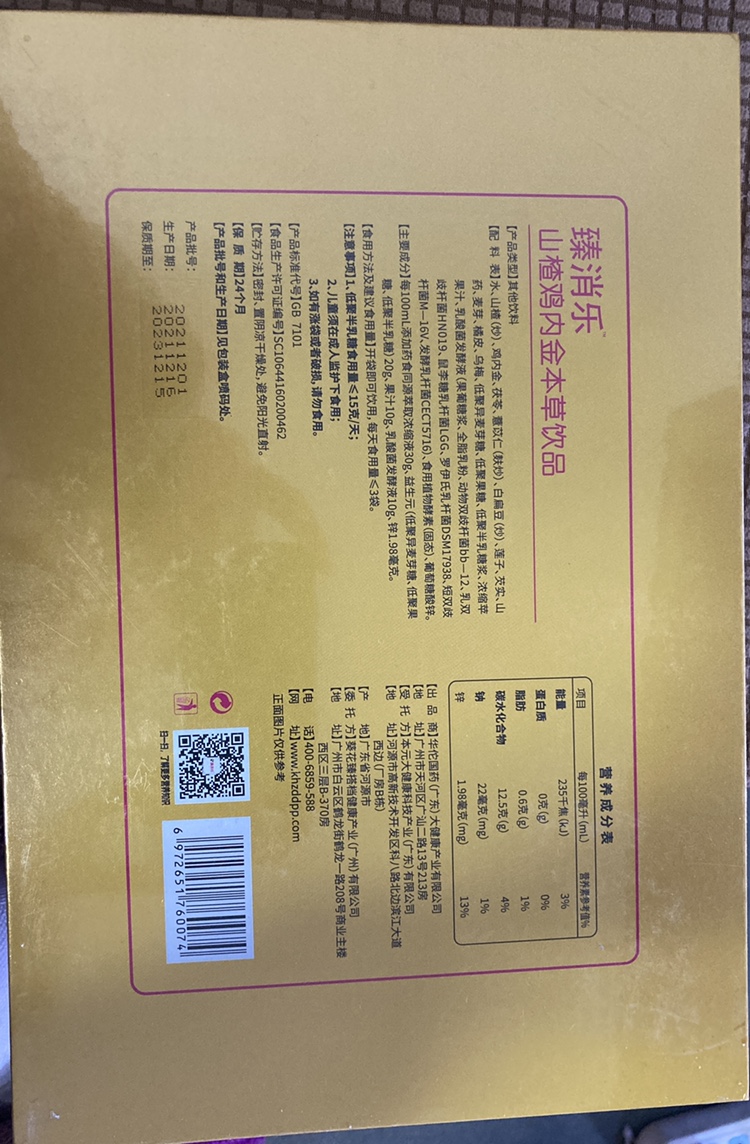 臻消乐™
山楂鸡内金本草饮品
【产品类型】其他饮料
【配 料 表】水、山楂(炒)、鸡内金、茯苓、薏苡仁(麸炒)、白扁豆(炒)、莲子、芡实、山
药、麦芽、橘皮、乌梅、低聚异麦芽糖、低聚果糖、低聚半乳糖浆、浓缩苹
果汁、乳酸菌发酵液(果葡糖浆、全脂乳粉、动物双歧杆菌bb-12、乳双
歧杆菌HN019、鼠李糖乳杆菌LGG、罗伊氏乳杆菌DSM17938、短双歧
杆菌M-16V、发酵乳杆菌CECT5716)、食用植物酵素(固态)、葡萄糖酸锌。
【主要成分】每100mL添加药食同源萃取浓缩液30g、益生元(低聚异麦芽糖、低聚果
糖、低聚半乳糖)20g、果汁10g、乳酸菌发酵液10g、锌1.98毫克。
【食用方法及建议食用量】开袋即可饮用,每天食用量≤3袋。
【注意事项】1、低聚半乳糖食用量≤15克/天;
2、儿童须在成人监护下食用;
3、如有涨袋或者破损,请勿食用。
【产品标准代号】GB 7101
【食品生产许可证编号】SC10644160200462
【贮存方法】密封、置阴凉干燥处,避免阳光直射。
【保 质 期】24个月
【产品批号和生产日期】见包装盒喷码处。
产品批号: 20211201
生产日期: 20211216
保质期至: 20231215
营养成分表
项目 每100毫升(mL) 营养素参考值%
能量 235千焦(kJ) 3%
蛋白质 0克(g) 0%
脂肪 0.6克(g) 1%
碳水化合物 12.5克(g) 4%
钠 22毫克(mg) 1%
锌 1.98毫克(mg) 13%
【出 品 商】华佗国药(广东)大健康产业有限公司
【地 址】广州市天河区广汕二路13号213房
【受 托 方】本元大健康科技产业(广东)有限公司
【地 址】河源市高新技术开发区科八路北边滨江大道
西边(厂房B栋)
【产 地】广东省河源市
【委 托 方】葵花臻搭档健康产业(广州)有限公司
【地 址】广州市白云区鹤龙街鹤龙一路208号商业主楼
西区三层B-370房
【电 话】400-6859-588
【网 址】www.khzddpp.com
正面图片仅供参考
扫一扫,了解更多营养知识
6 972651 760074